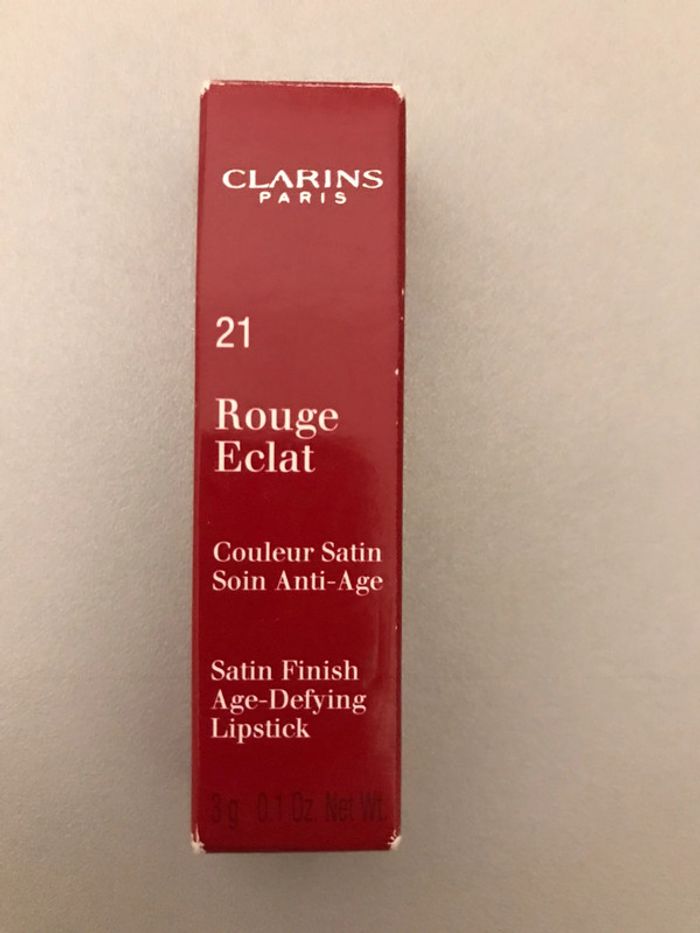 CLARINS
PARIS
21
Rouge
Eclat
Couleur Satin
Soin Anti-Age
Satin Finish
Age-Defying
Lipstick
3 g 0.1 Oz. Net Wt.